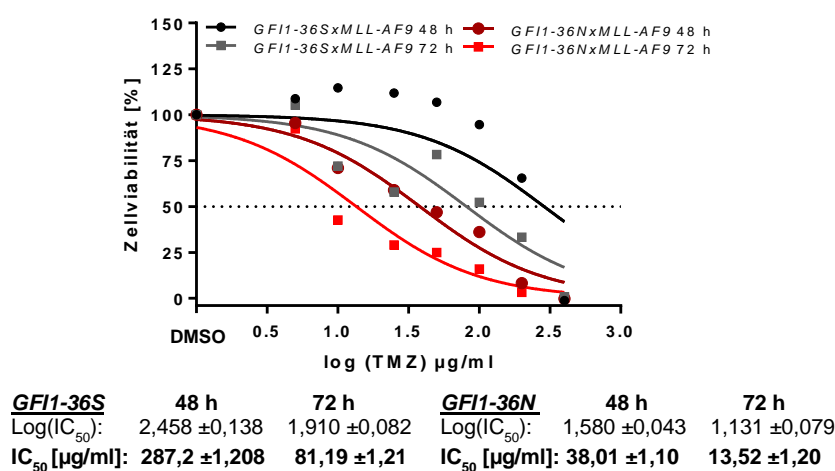 150
125
100
75
50
25
0
Zellviabilität [%]
GFI1-36SxMLL-AF9 48 h
GFI1-36SxMLL-AF9 72 h
GFI1-36NxMLL-AF9 48 h
GFI1-36NxMLL-AF9 72 h
DMSO 0.5 1.0 1.5 2.0 2.5 3.0
log (TMZ) µg/ml
GFI1-36S 48 h 72 h GFI1-36N 48 h 72 h
Log(IC50): 2,458 ±0,138 1,910 ±0,082 Log(IC50): 1,580 ±0,043 1,131 ±0,079
IC50 [µg/ml]: 287,2 ±1,208 81,19 ±1,21 IC50 [µg/ml]: 38,01 ±1,10 13,52 ±1,20